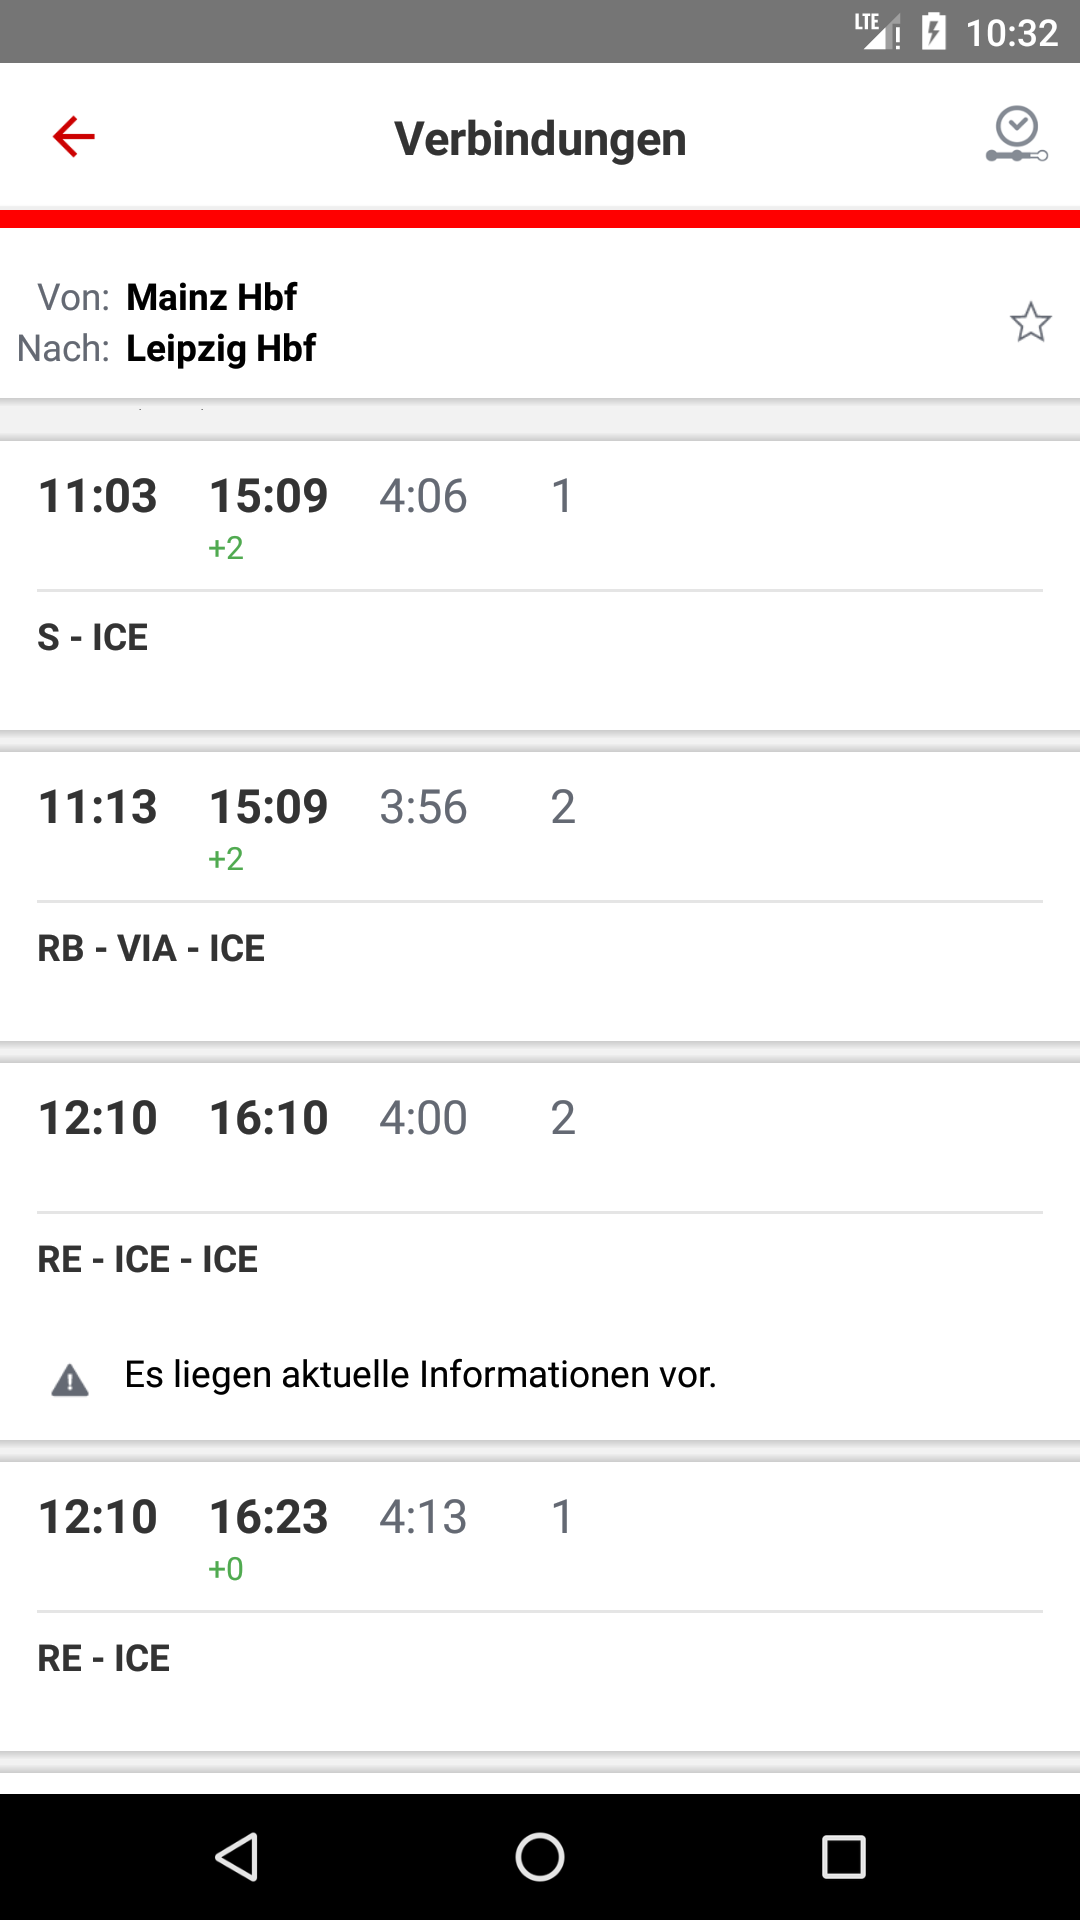 LTE 10:32
Verbindungen
Von: Mainz Hbf
Nach: Leipzig Hbf
11:03 15:09 4:06 1
+2
S - ICE
11:13 15:09 3:56 2
+2
RB - VIA - ICE
12:10 16:10 4:00 2
RE - ICE - ICE
Es liegen aktuelle Informationen vor.
12:10 16:23 4:13 1
+0
RE - ICE